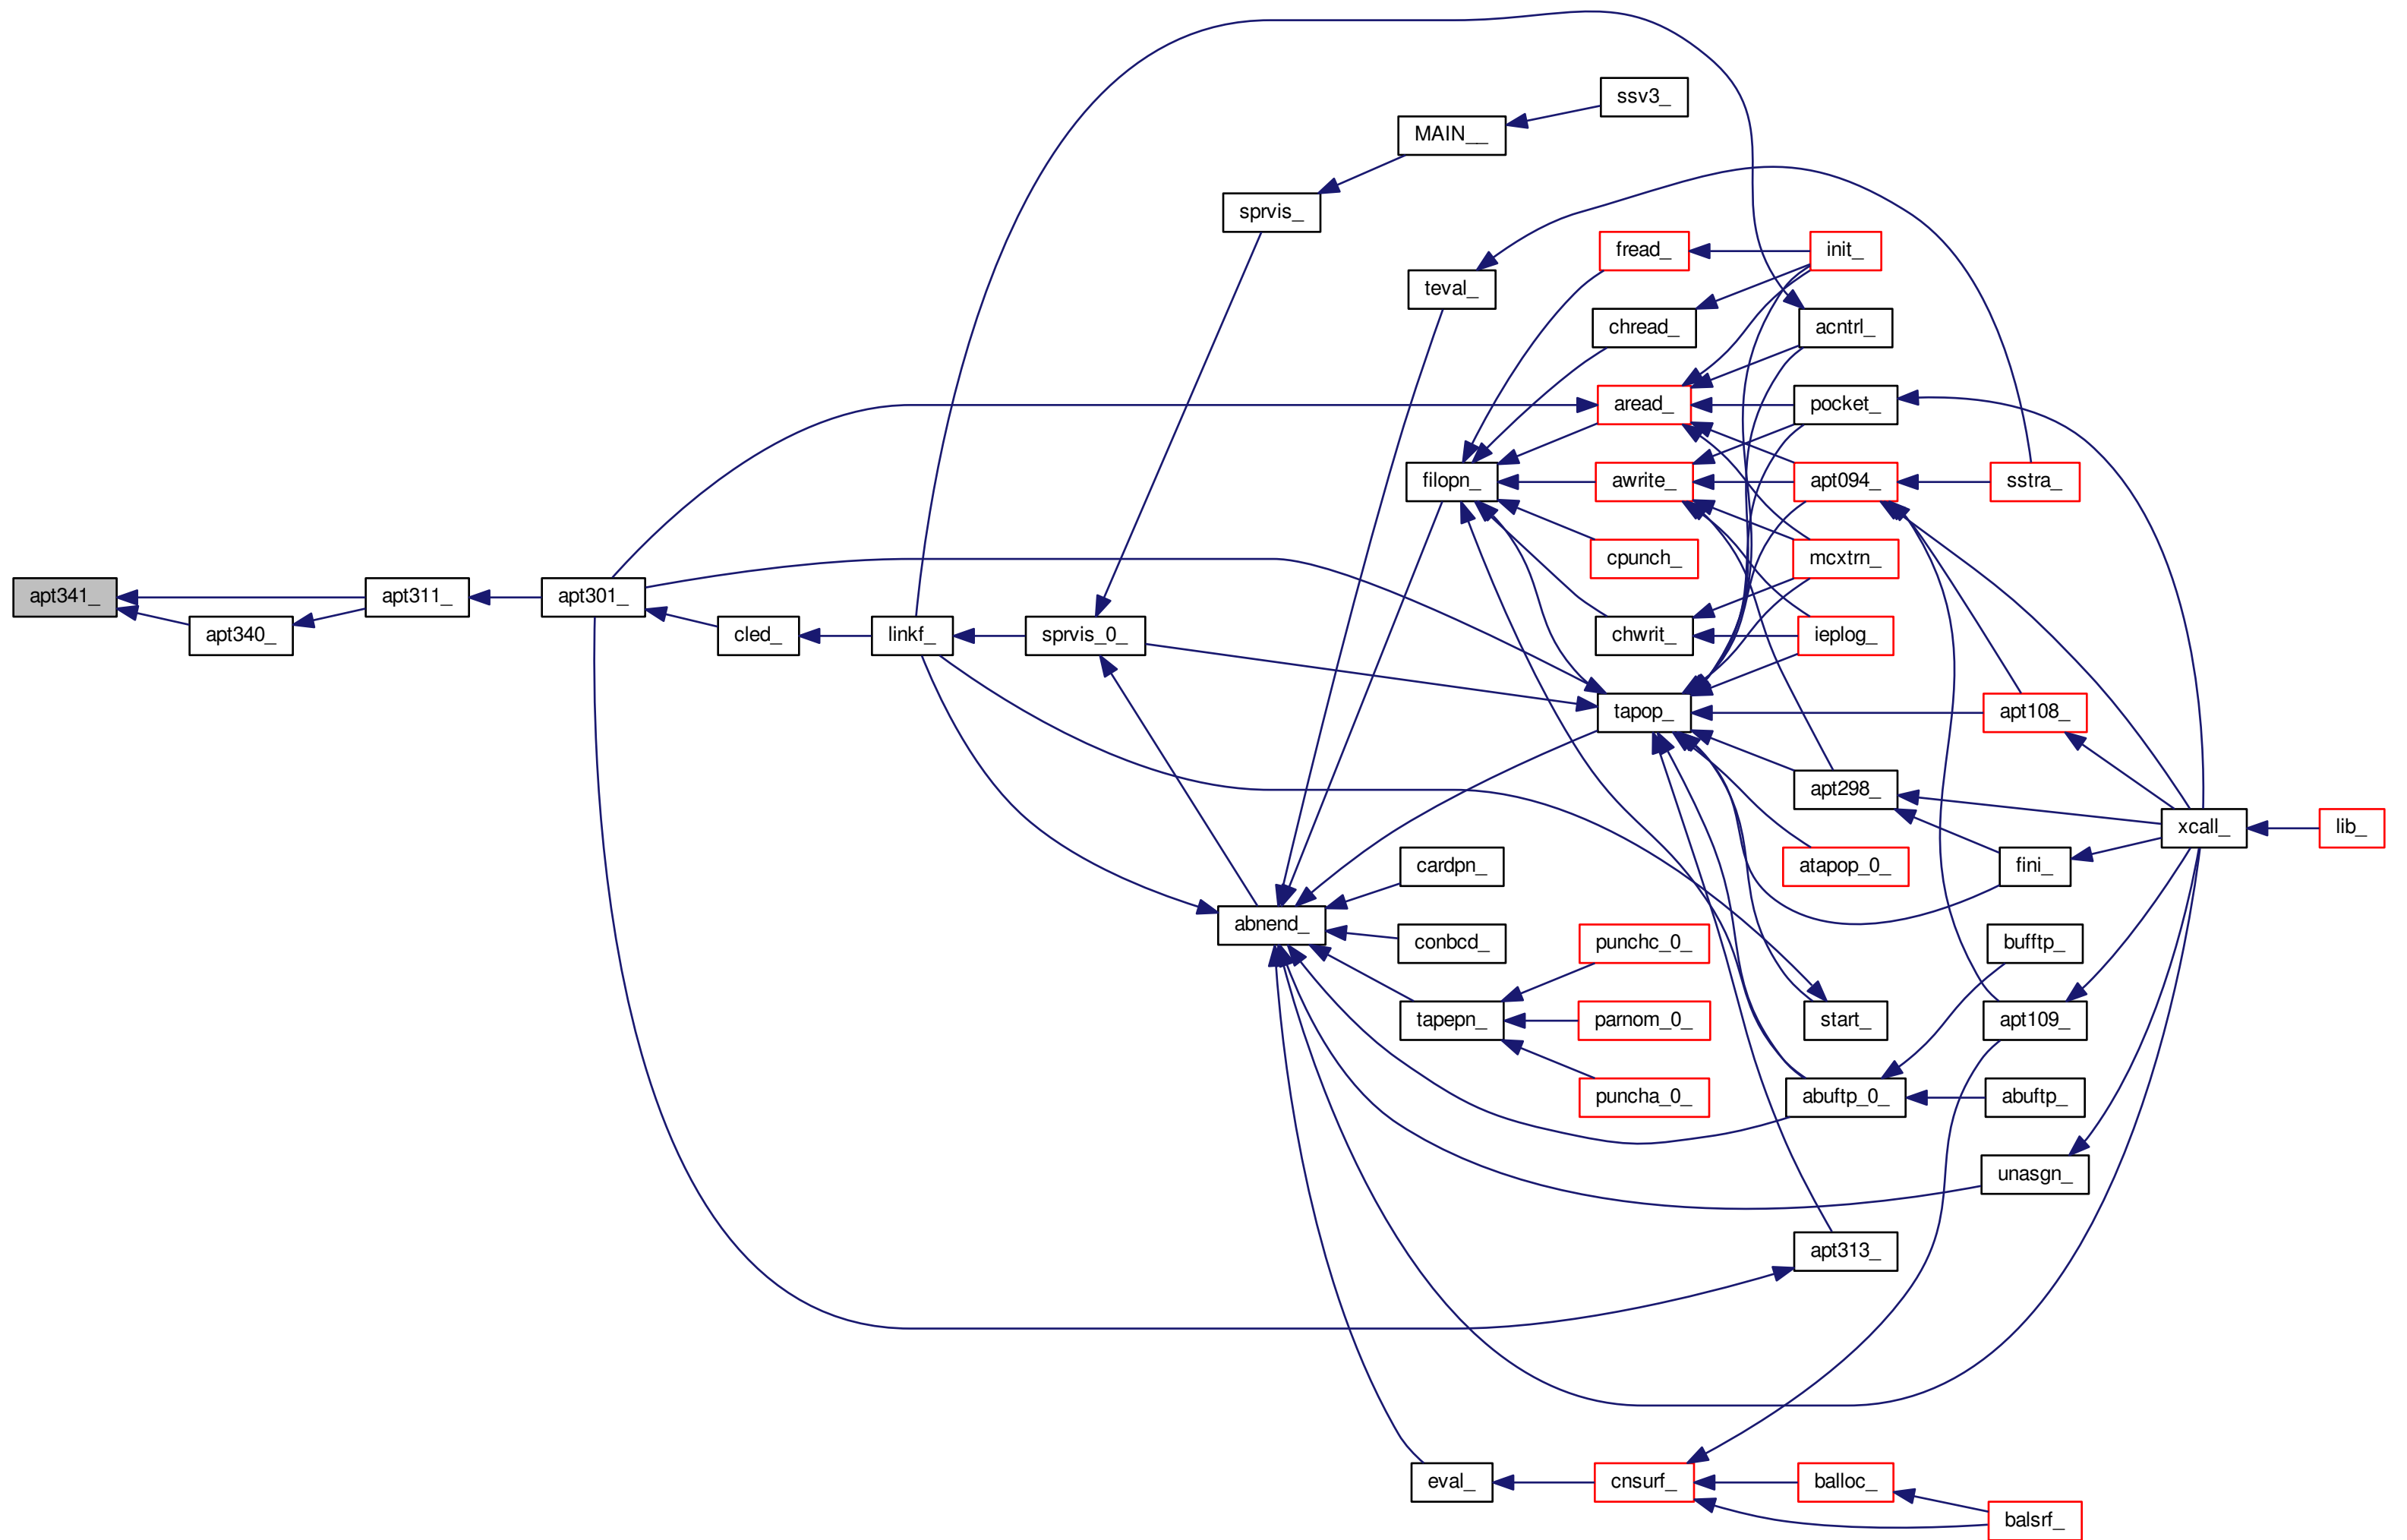 ssv3_
MAIN__
sprvis_
fread_
init_
teval_
chread_
acntrl_
aread_
pocket_
filopn_
awrite_
apt094_
sstra_
cpunch_
mcxtrn_
apt341_
apt311_
apt301_
apt340_
cled_
linkf_
sprvis_0_
chwrit_
ieplog_
tapop_
apt108_
apt298_
xcall_
lib_
cardpn_
atapop_0_
fini_
abnend_
conbcd_
punchc_0_
bufftp_
tapepn_
parnom_0_
start_
apt109_
puncha_0_
abuftp_0_
abuftp_
unasgn_
apt313_
eval_
cnsurf_
balloc_
balsrf_